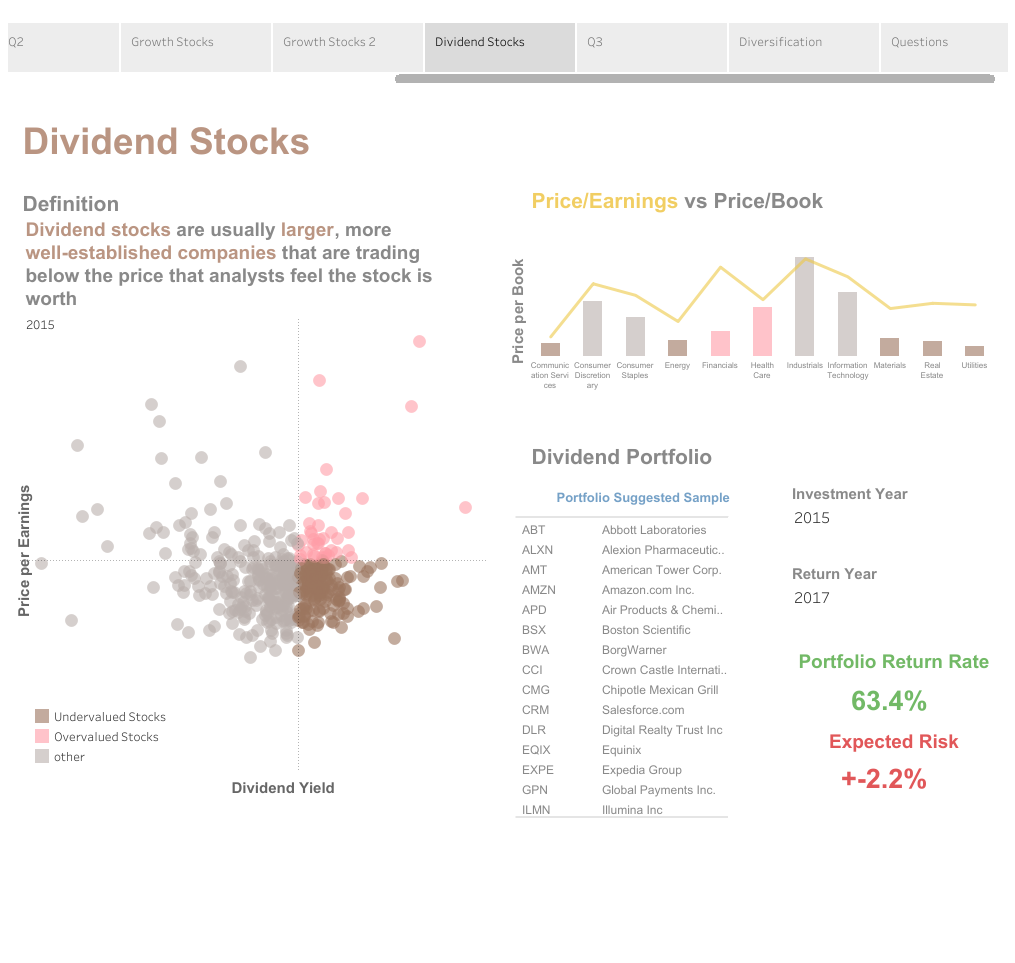 Q2
Growth Stocks
Growth Stocks 2
Dividend Stocks
Q3
Diversification
Questions
Dividend Stocks
Definition
Dividend stocks are usually larger, more
well-established companies that are trading
below the price that analysts feel the stock is
worth
2015
Price per Earnings
Undervalued Stocks
Overvalued Stocks
other
Dividend Yield
Price/Earnings vs Price/Book
Price per Book
Communic
ation Servi
ces
Consumer
Discretion
ary
Consumer
Staples
Energy
Financials
Health
Care
Industrials
Information
Technology
Materials
Real
Estate
Utilities
Dividend Portfolio
Portfolio Suggested Sample
ABT Abbott Laboratories
ALXN Alexion Pharmaceutic..
AMT American Tower Corp.
AMZN Amazon.com Inc.
APD Air Products & Chemi..
BSX Boston Scientific
BWA BorgWarner
CCI Crown Castle Internati..
CMG Chipotle Mexican Grill
CRM Salesforce.com
DLR Digital Realty Trust Inc
EQIX Equinix
EXPE Expedia Group
GPN Global Payments Inc.
ILMN Illumina Inc
Investment Year
2015
Return Year
2017
Portfolio Return Rate
63.4%
Expected Risk
+-2.2%